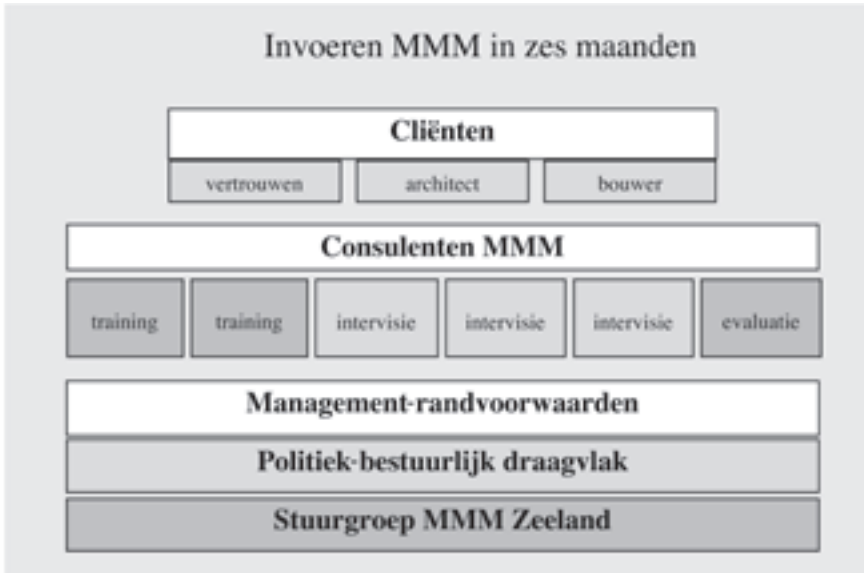 Invoeren MMM in zes maanden
Cliënten
vertrouwen architect bouwer
Consulenten MMM
training training intervisie intervisie intervisie evaluatie
Management-randvoorwaarden
Politiek-bestuurlijk draagvlak
Stuurgroep MMM Zeeland